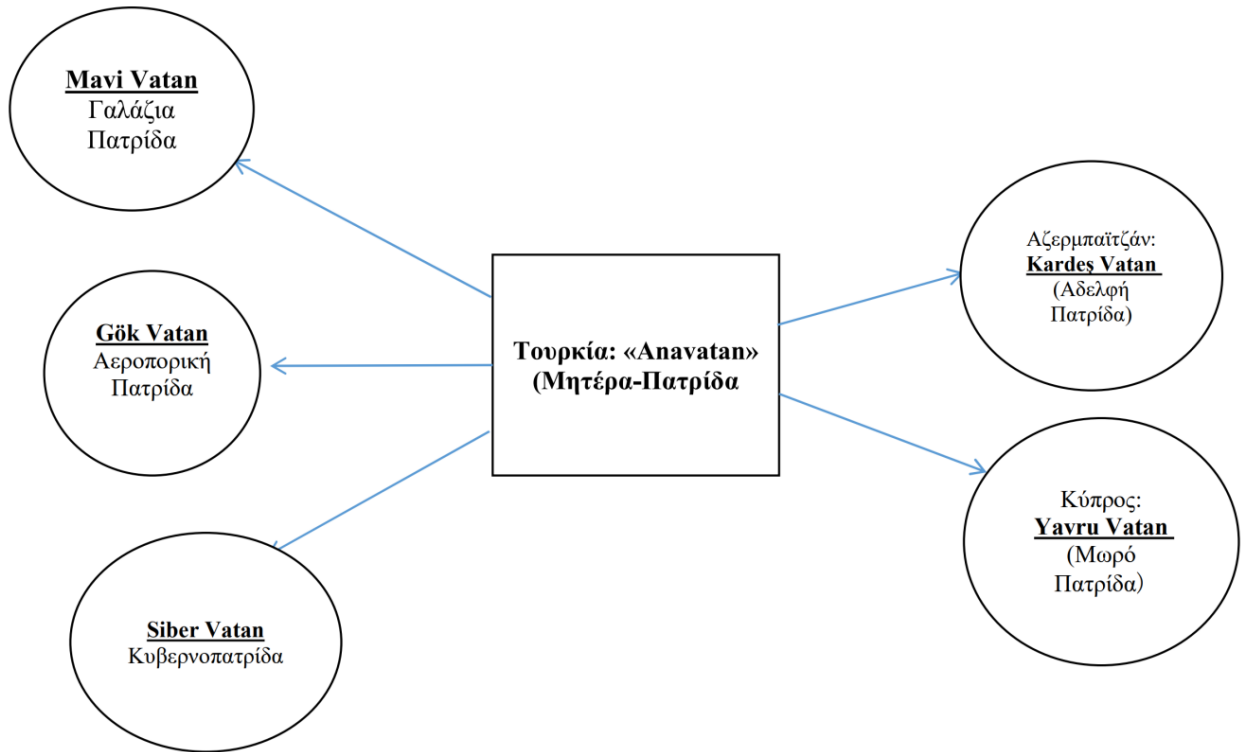 Mavi Vatan
Γαλάζια
Πατρίδα
Gök Vatan
Αεροπορική
Πατρίδα
Siber Vatan
Κυβερνοπατρίδα
Τουρκία: «Anavatan»
(Μητέρα-Πατρίδα
Αζερμπαϊτζάν:
Kardeş Vatan
(Αδελφή
Πατρίδα)
Κύπρος:
Yavru Vatan
(Μωρό
Πατρίδα)